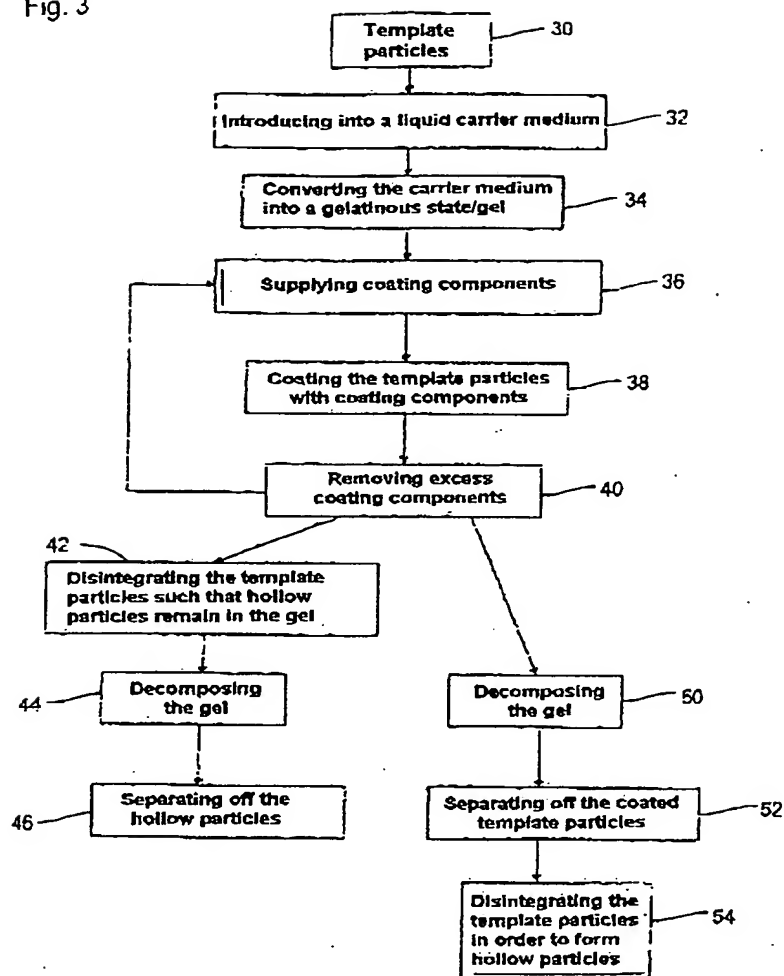 Fig. 3
Template
particles
30
Introducing into a liquid carrier medium
32
Converting the carrier medium
into a gelatinous state/gel
34
Supplying coating components
36
Coating the template particles
with coating components
38
Removing excess
coating components
40
42
Disintegrating the template
particles such that hollow
particles remain in the gel
44
Decomposing
the gel
46
Separating off the
hollow particles
Decomposing
the gel
50
Separating off the coated
template particles
52
Disintegrating the
template particles
in order to form
hollow particles
54